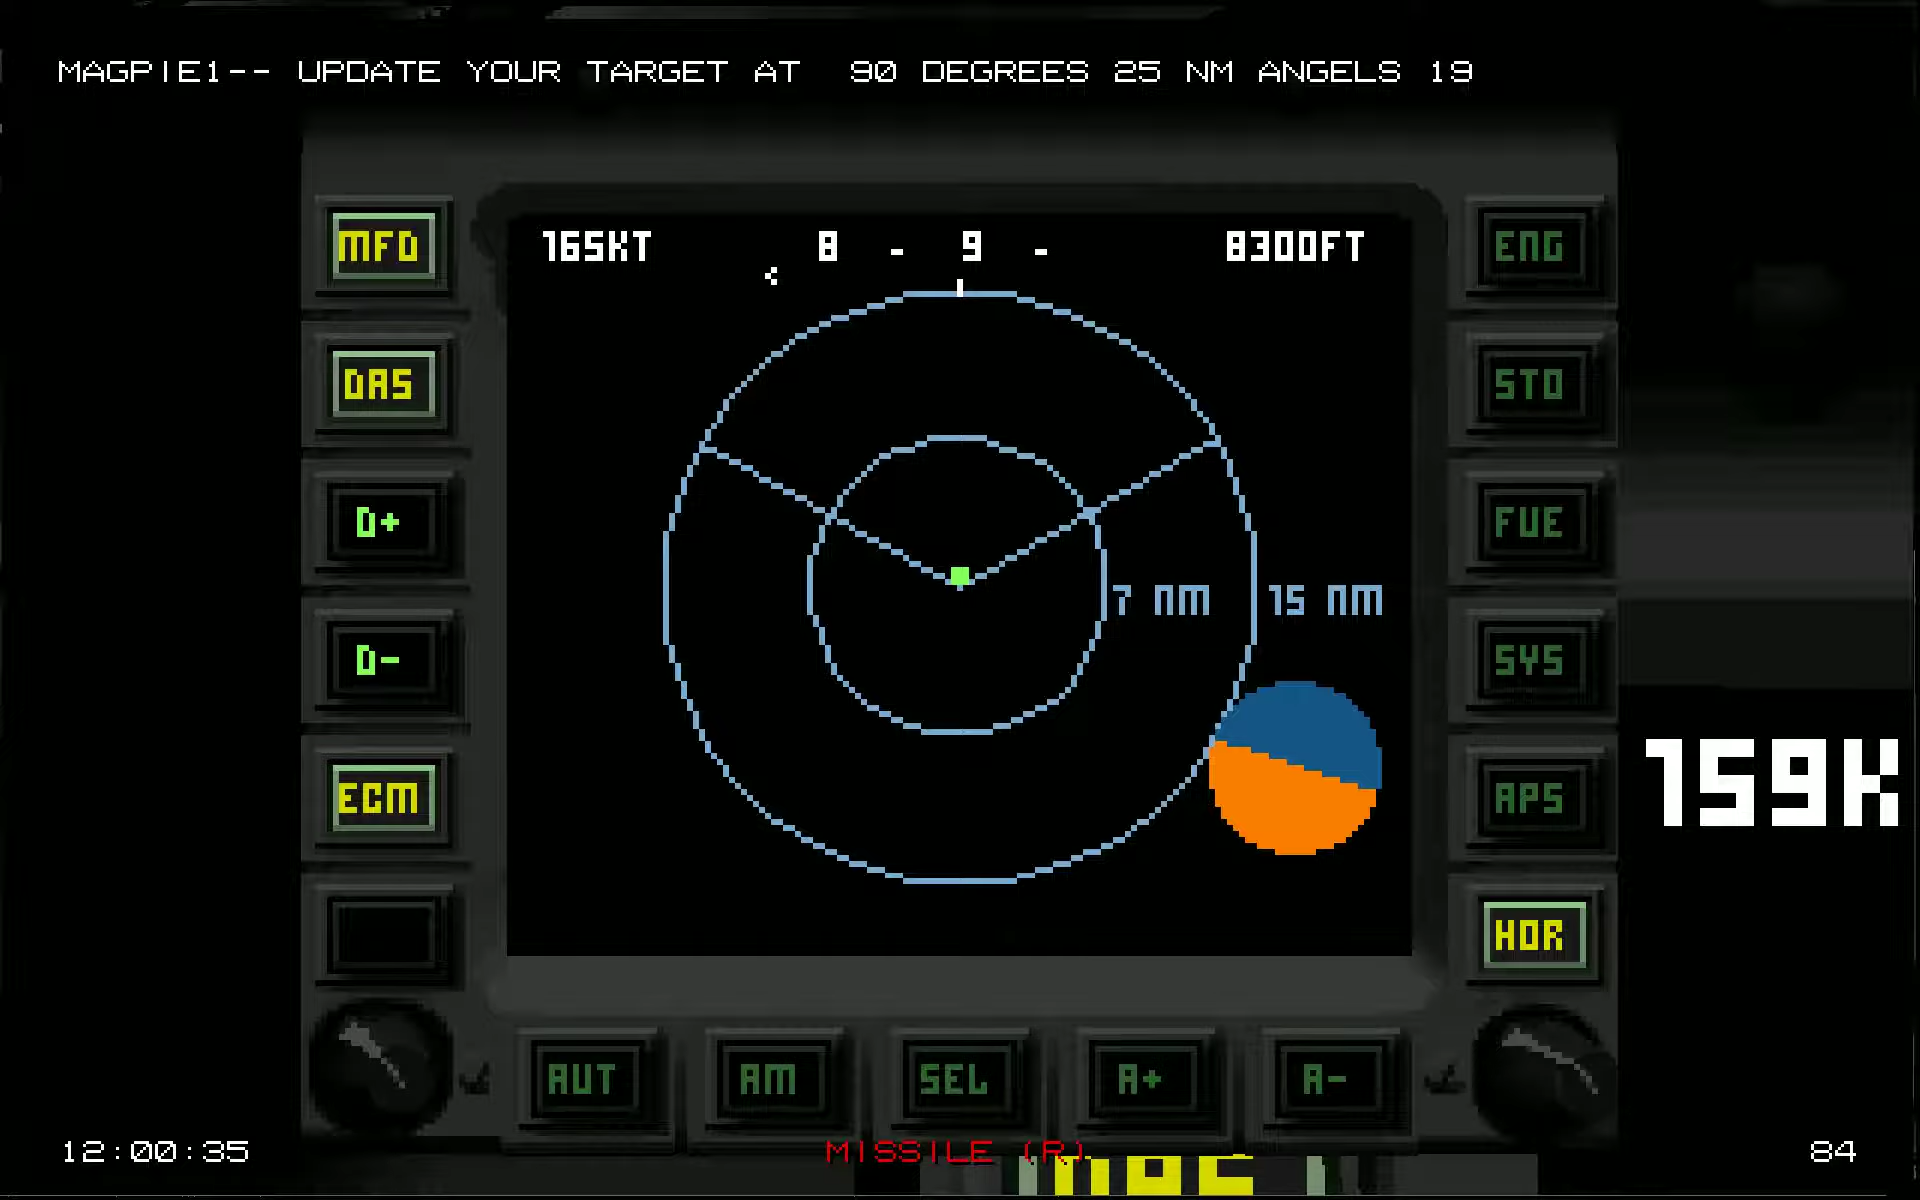 MAGPIE1-- UPDATE YOUR TARGET AT 90 DEGREES 25 NM ANGELS 19
165KT 8 - 9 - 8300FT
<
MFD
ENG
DAS
STO
D+
FUE
7 NM 15 NM
D-
SYS
ECM
APS
159K
HOR
AUT AM SEL A+ A-
12:00:35 MISSILE (R) 84